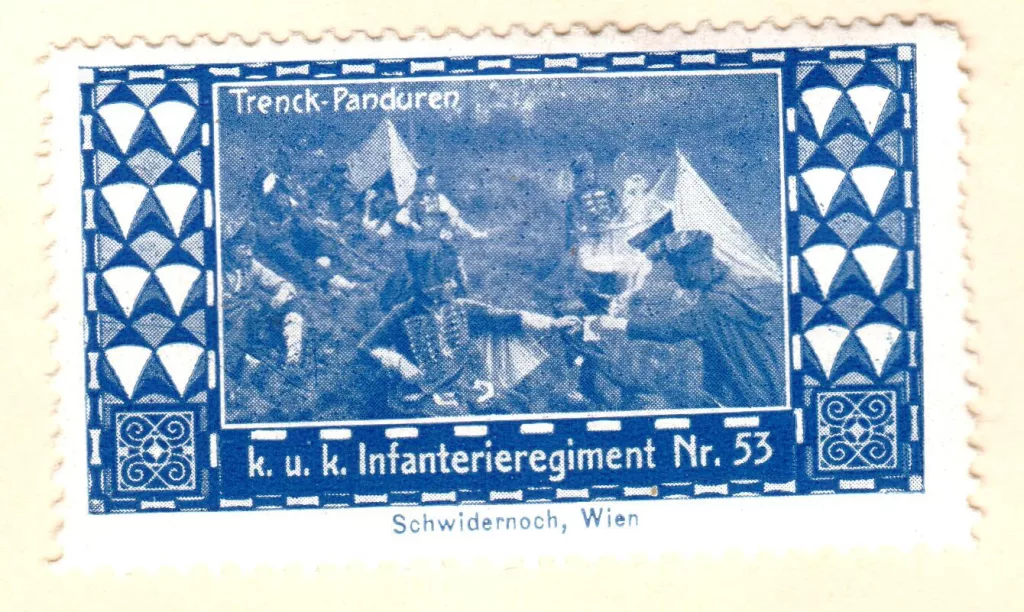 Trenck-Panduren
k. u. k. Infanterieregiment Nr. 53
Schwidernoch, Wien